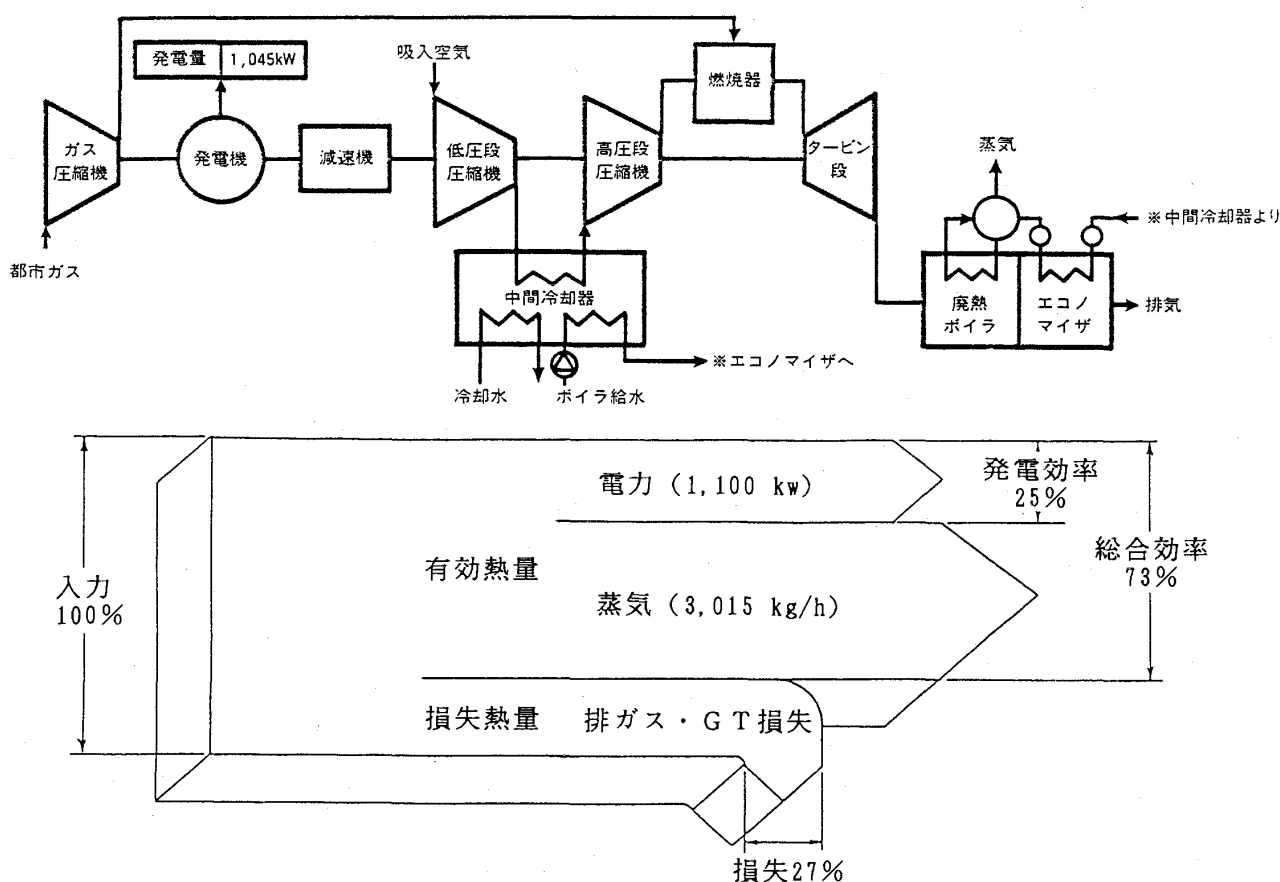 発電量 1,045kW
吸入空気
燃焼器
ガス
圧縮機
発電機
減速機
低圧段
圧縮機
高圧段
圧縮機
タービン
段
蒸気
※中間冷却器より
都市ガス
中間冷却器
廃熱
ボイラ
エコノ
マイザ
排気
※エコノマイザへ
冷却水
ボイラ給水
電力 (1,100 kw)
発電効率
25%
入力
100%
有効熱量
蒸気 (3,015 kg/h)
総合効率
73%
損失熱量 排ガス・GT損失
損失27%